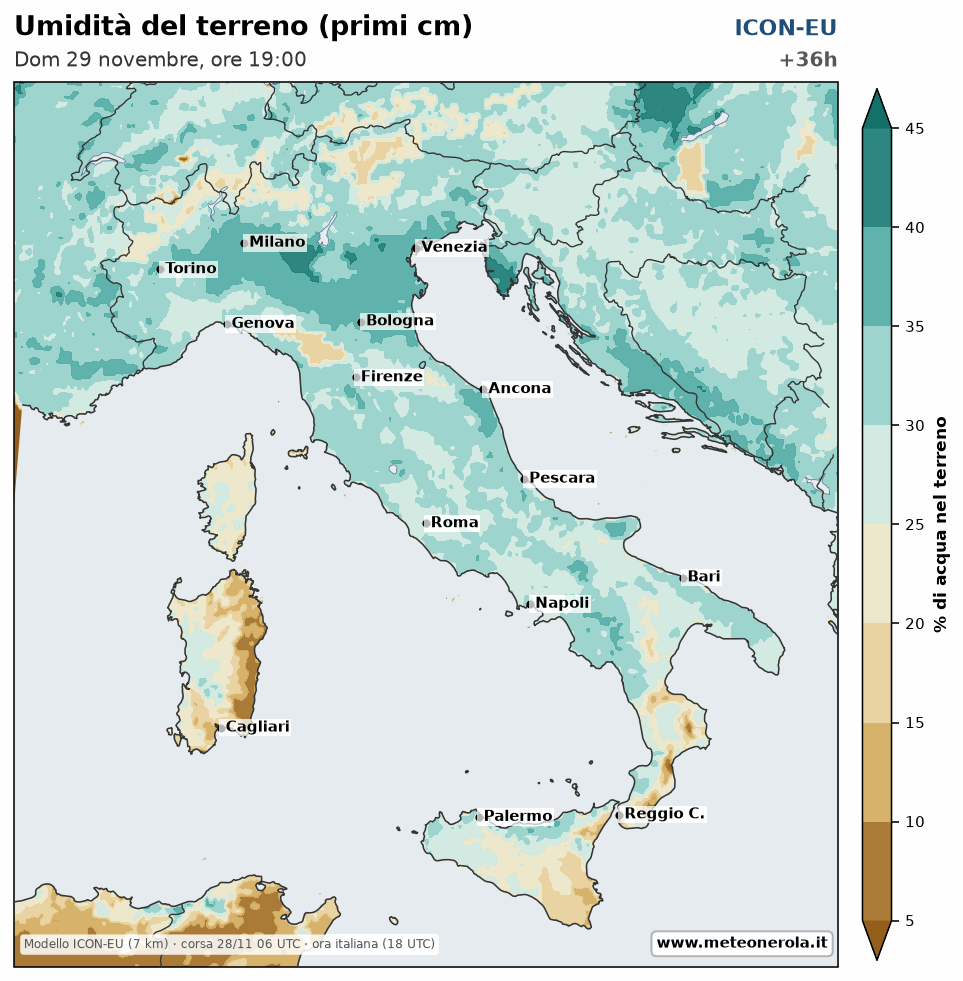 Umidità del terreno (primi cm)
ICON-EU
Dom 29 novembre, ore 19:00
+36h
Milano
Venezia
Torino
Genova
Bologna
Firenze
Ancona
Pescara
Roma
Bari
Napoli
Cagliari
Palermo
Reggio C.
45
40
35
30
25
20
15
10
5
% di acqua nel terreno
Modello ICON-EU (7 km) · corsa 28/11 06 UTC · ora italiana (18 UTC)
www.meteonerola.it